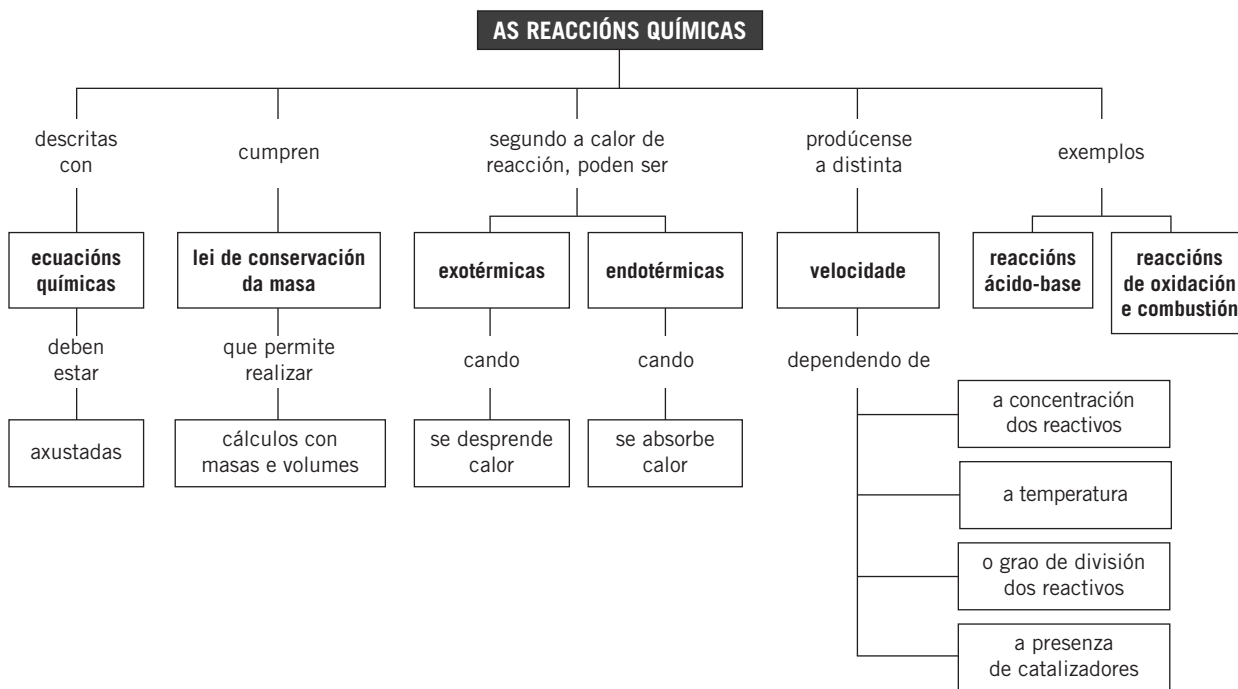 AS REACCIÓNS QUÍMICAS
descritas
con
cumpren
segundo a calor de
reacción, poden ser
prodúcense
a distinta
exemplos
ecuacións
químicas
lei de conservación
da masa
exotérmicas
endotérmicas
velocidade
reaccións
ácido-base
reaccións
de oxidación
e combustión
deben
estar
que permite
realizar
cando
cando
dependendo de
axustadas
cálculos con
masas e volumes
se desprende
calor
se absorbe
calor
a concentración
dos reactivos
a temperatura
o grao de división
dos reactivos
a presenza
de catalizadores